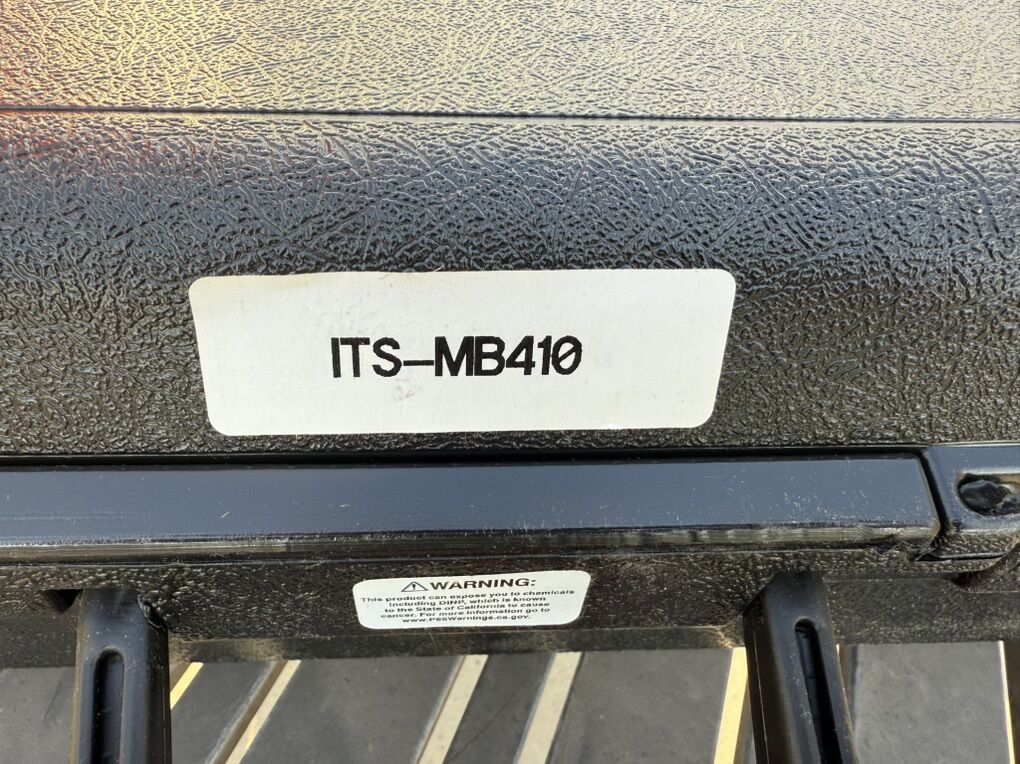 ITS-MB410
⚠WARNING:
This product can expose you to chemicals
including DINP, which is known
to the State of California to cause
cancer. For more information go to
www.P65Warnings.ca.gov.